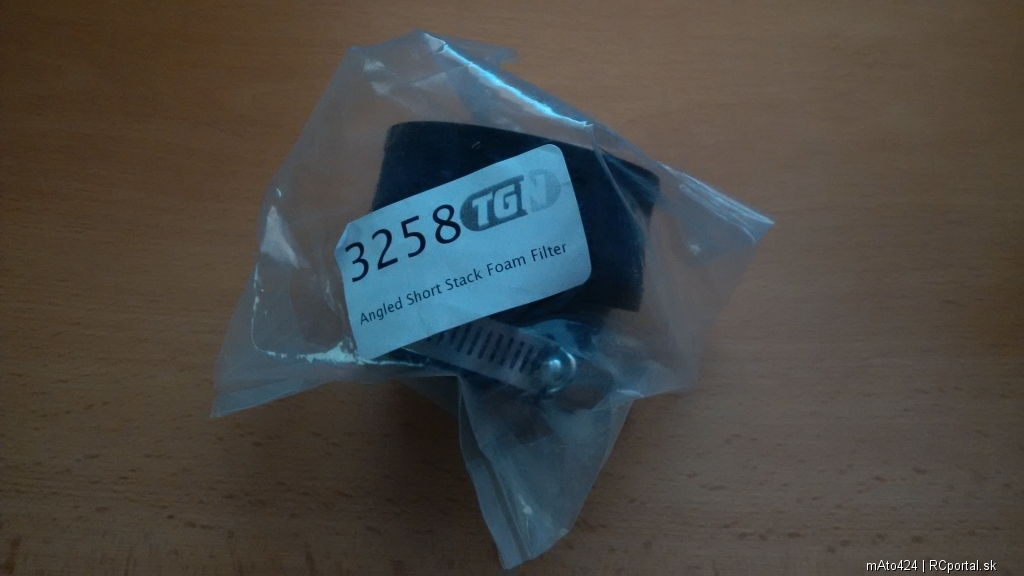 3258 TGN
Angled Short Stack Foam Filter
mAto424 | RCportal.sk